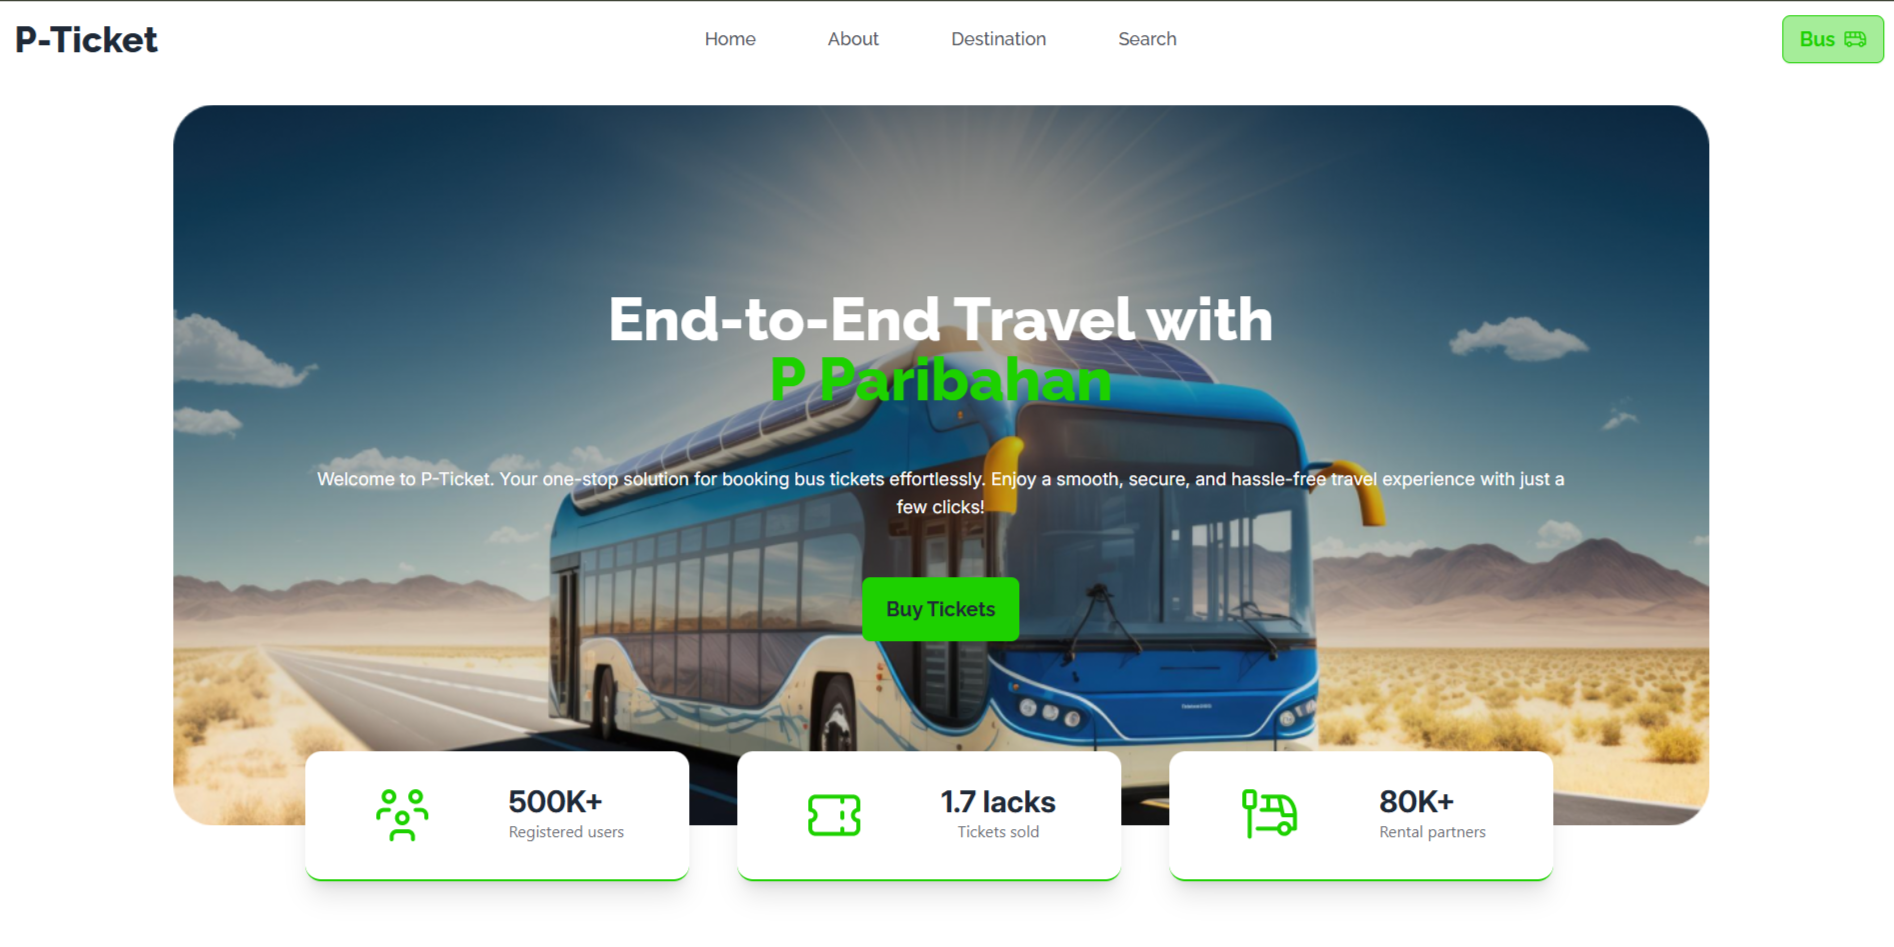 P-Ticket
Home
About
Destination
Search
Bus
End-to-End Travel with
P Paribahan
Welcome to P-Ticket. Your one-stop solution for booking bus tickets effortlessly. Enjoy a smooth, secure, and hassle-free travel experience with just a
few clicks!
Buy Tickets
500K+
Registered users
1.7 lacks
Tickets sold
80K+
Rental partners